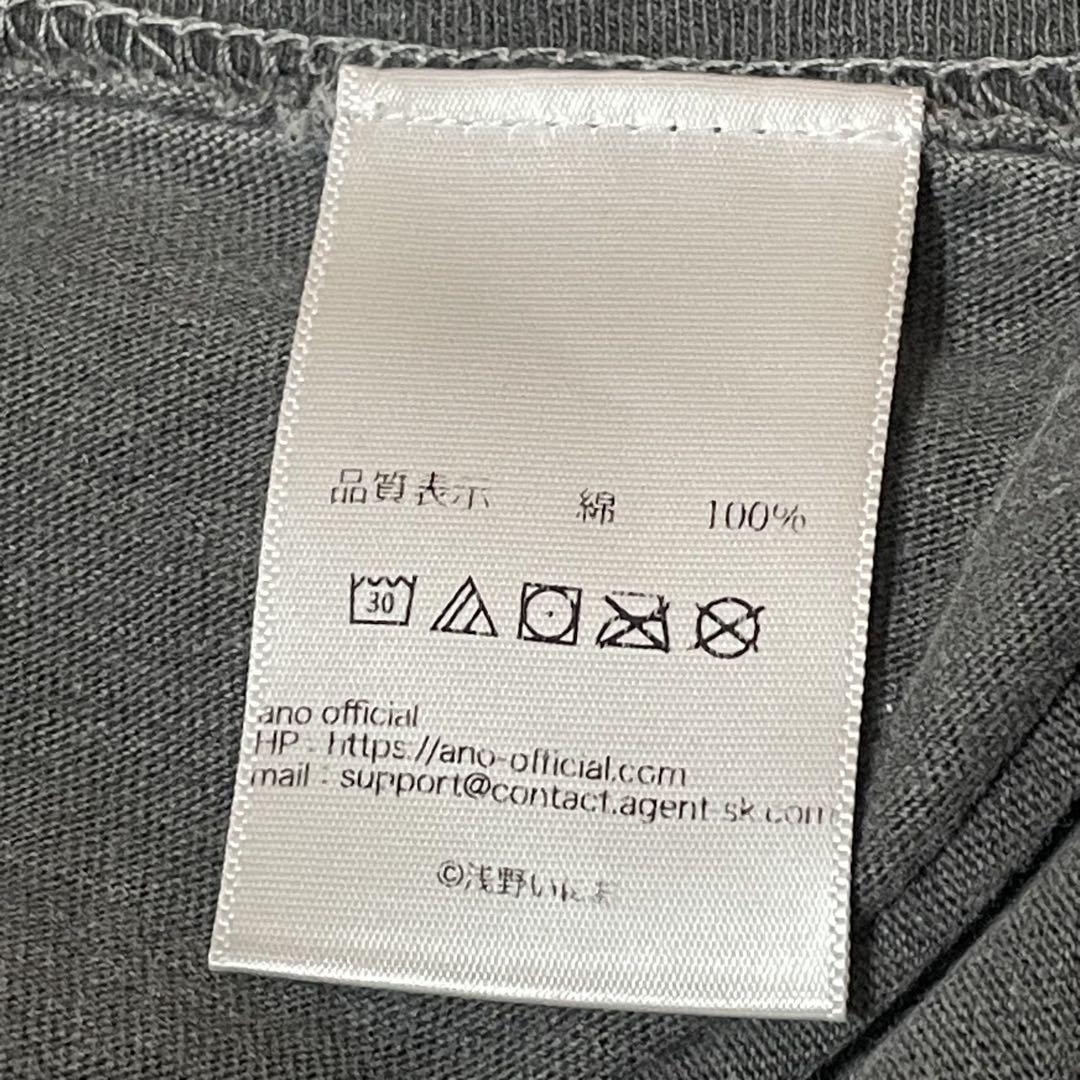 品質表示 綿 100%
30
ano official
HP : https://ano-official.com
mail : support@contact.agent-sk.com
©浅野いにお